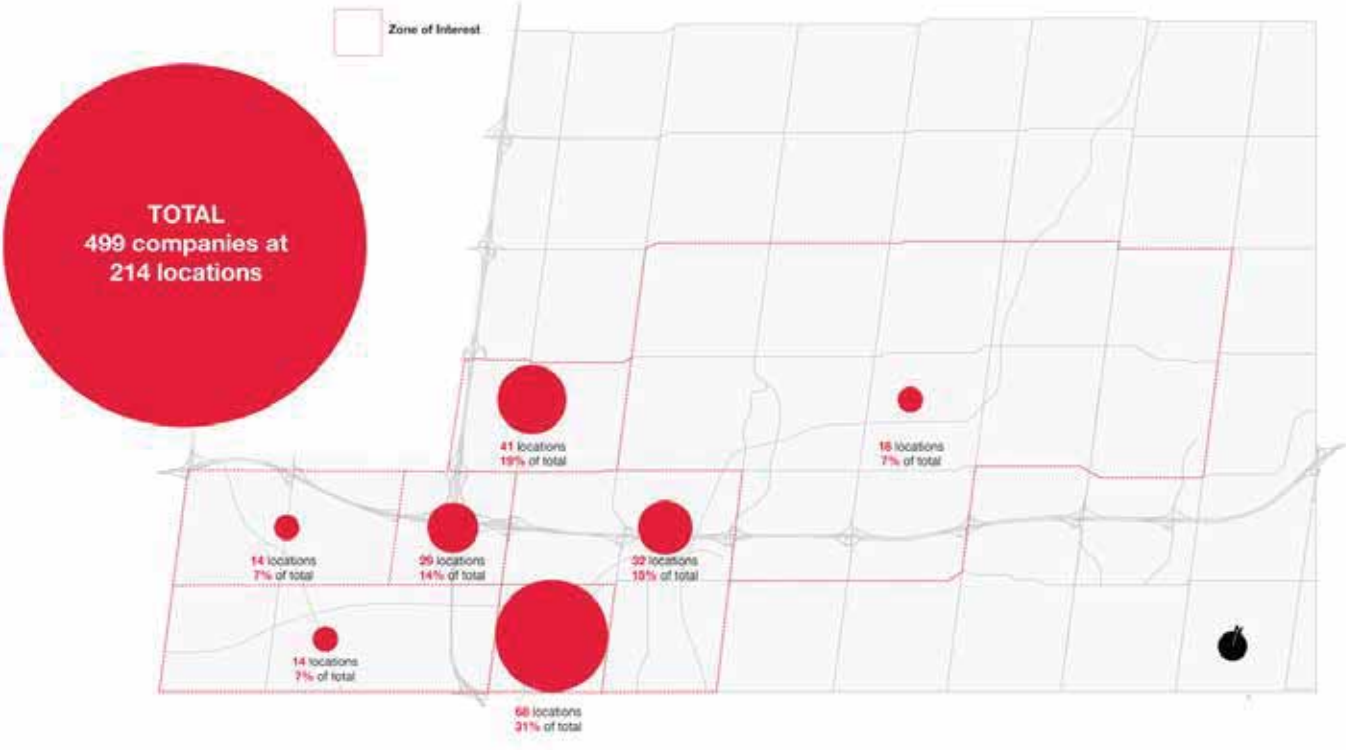 Zone of Interest
TOTAL
499 companies at
214 locations
41 locations
19% of total
16 locations
7% of total
14 locations
7% of total
29 locations
14% of total
32 locations
15% of total
14 locations
7% of total
68 locations
31% of total